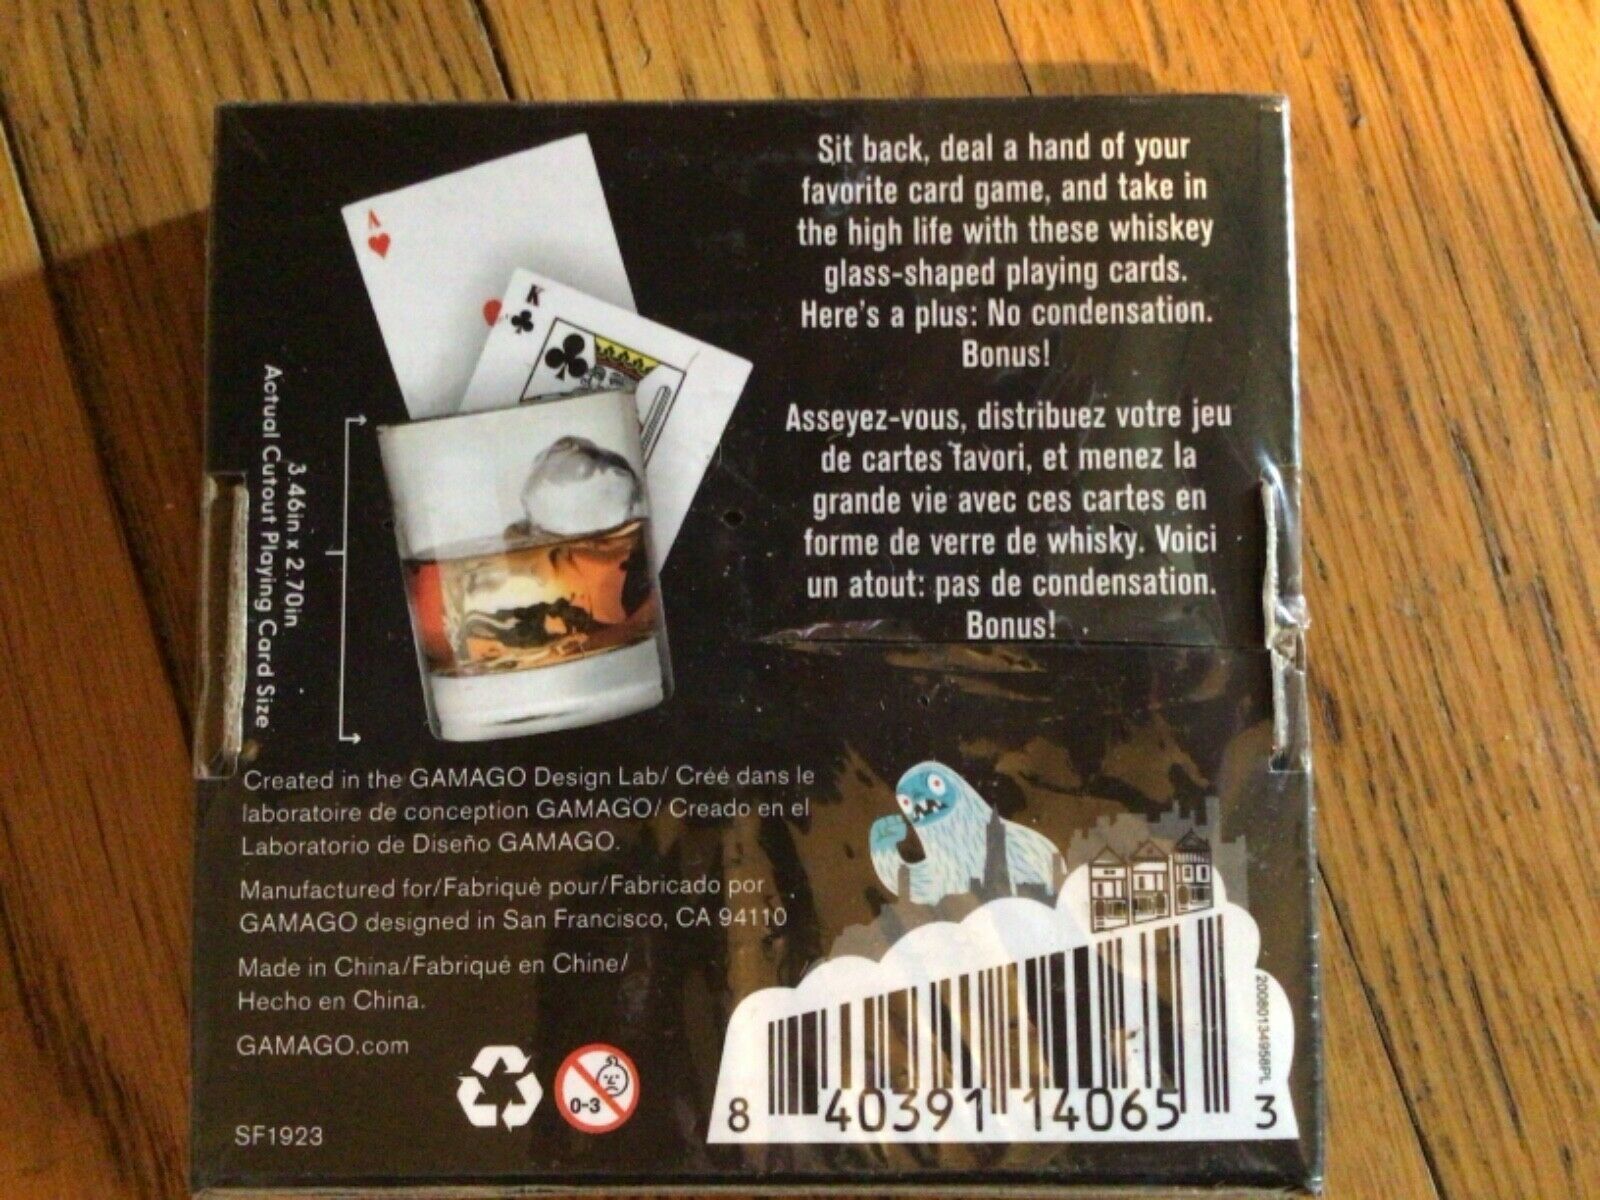 A
K
Sit back, deal a hand of your
favorite card game, and take in
the high life with these whiskey
glass-shaped playing cards.
Here's a plus: No condensation.
Bonus!
Asseyez-vous, distribuez votre jeu
de cartes favori, et menez la
grande vie avec ces cartes en
forme de verre de whisky. Voici
un atout: pas de condensation.
Bonus!
3.46in x 2.70in
Actual Cutout Playing Card Size
Created in the GAMAGO Design Lab/ Créé dans le
laboratoire de conception GAMAGO/ Creado en el
Laboratorio de Diseño GAMAGO.
Manufactured for/Fabriquè pour/Fabricado por
GAMAGO designed in San Francisco, CA 94110
Made in China/Fabriqué en Chine/
Hecho en China.
GAMAGO.com
0-3
SF1923
8 40391 14065 3
20080134958PIL